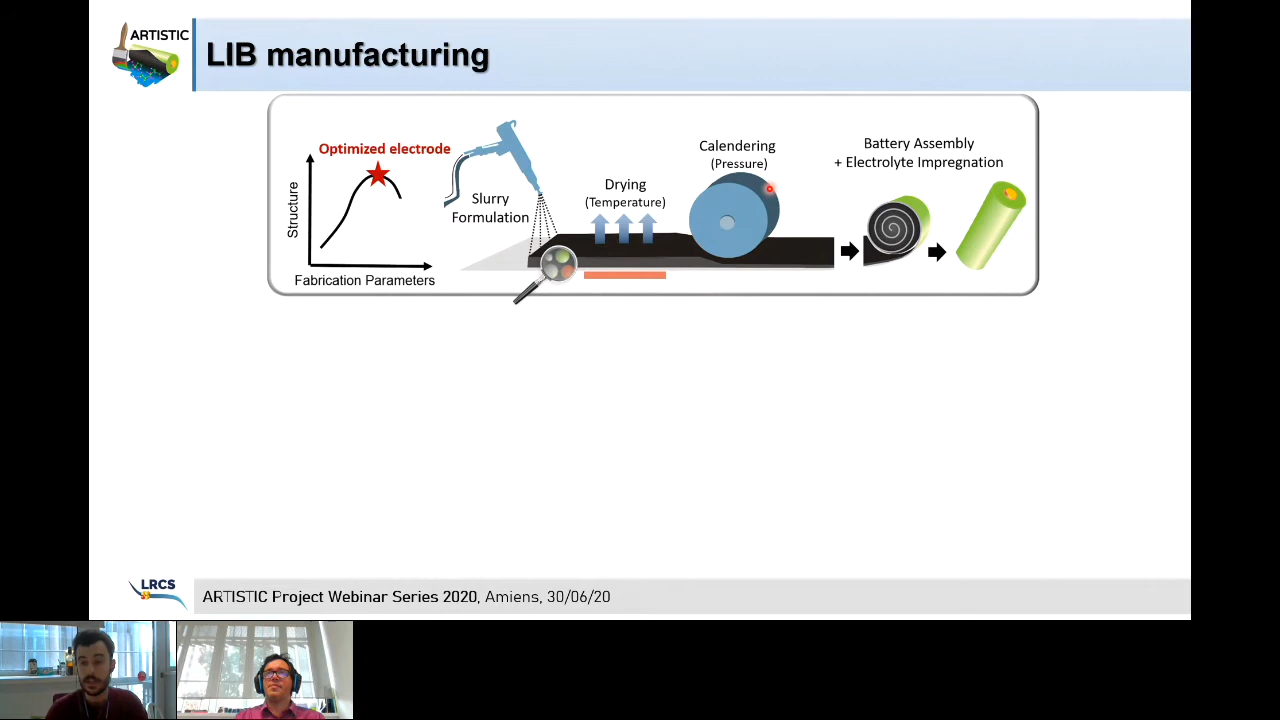 ARTISTIC
LIB manufacturing
Optimized electrode
Structure
Fabrication Parameters
Slurry
Formulation
Drying
(Temperature)
Calendering
(Pressure)
Battery Assembly
+ Electrolyte Impregnation
LRCS
ARTISTIC Project Webinar Series 2020, Amiens, 30/06/20